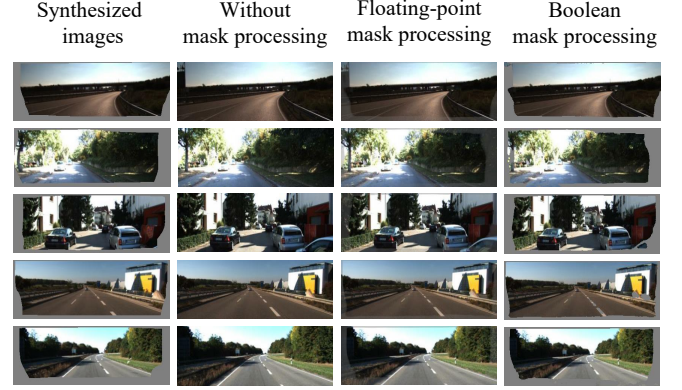 Synthesized
images
Without
mask processing
Floating-point
mask processing
Boolean
mask processing